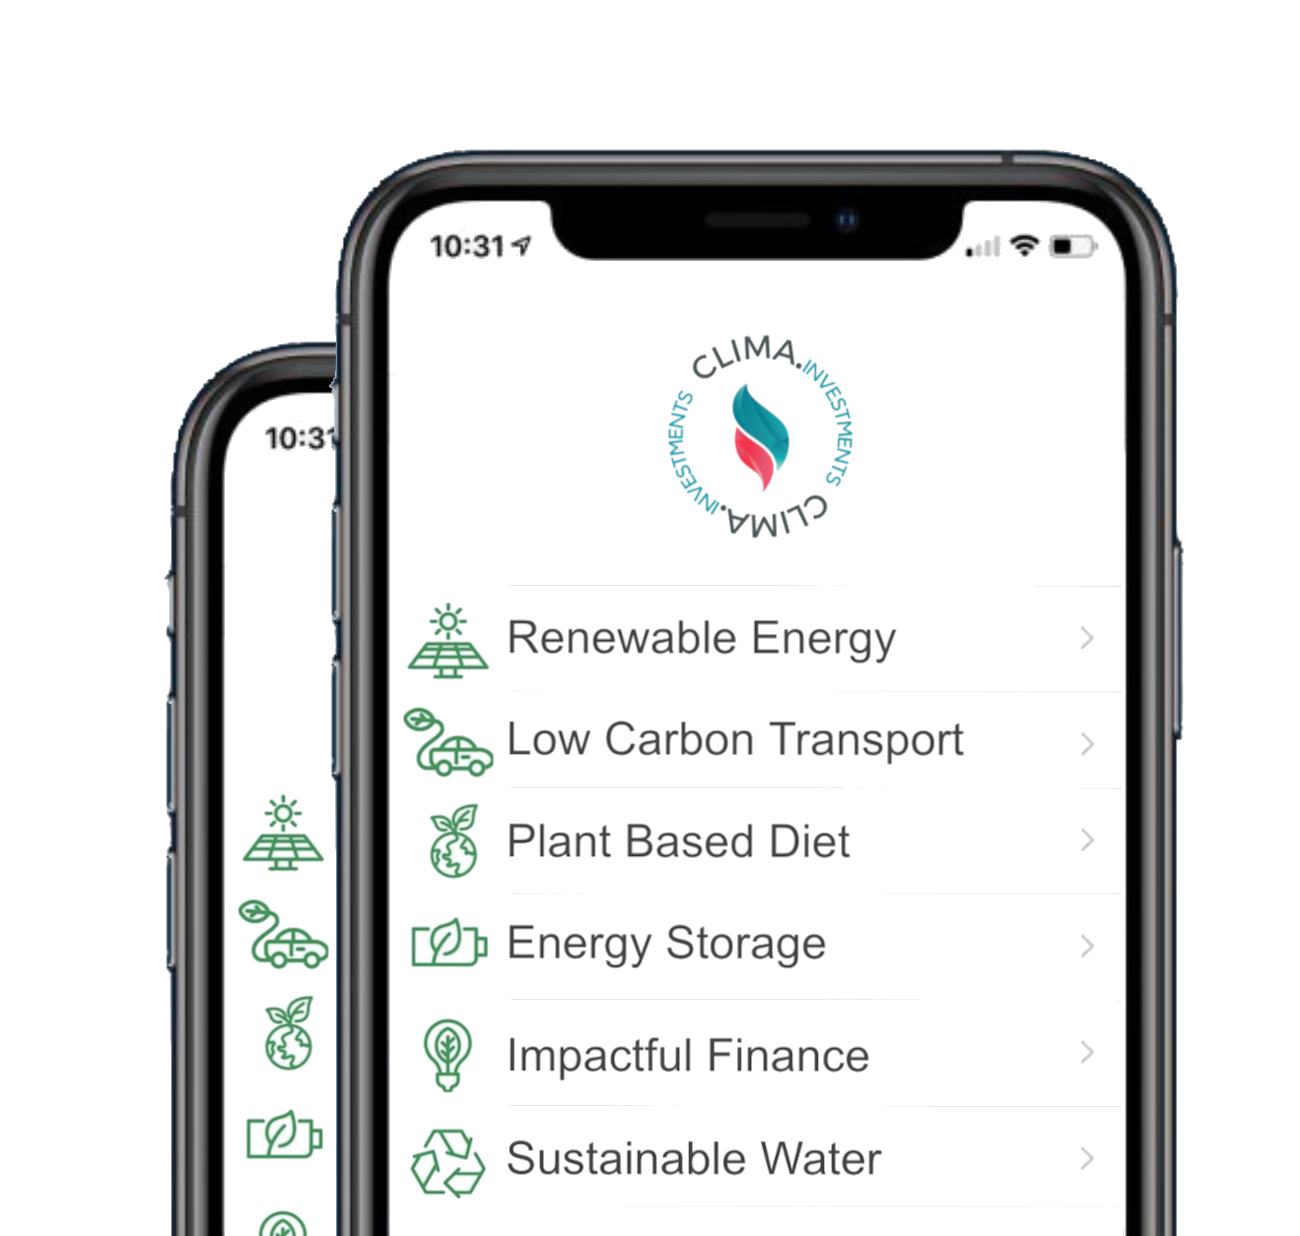 10:31
CLIMA.INVESTMENTS
CLIMA.INVESTMENTS
10:31
Renewable Energy
Low Carbon Transport
Plant Based Diet
Energy Storage
Impactful Finance
Sustainable Water